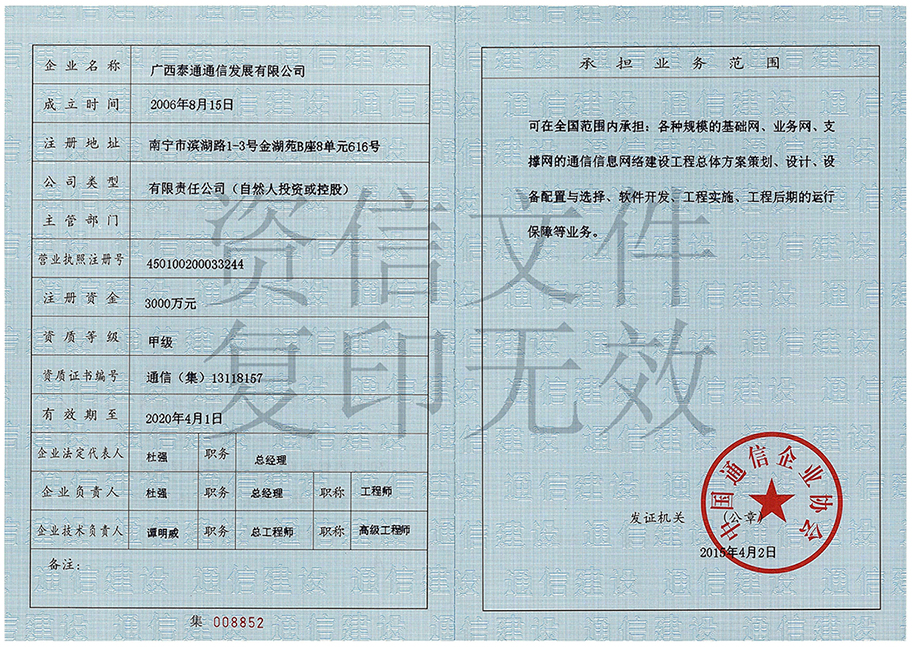 企业名称 广西泰通通信发展有限公司
成立时间 2006年8月15日
注册地址 南宁市滨湖路1-3号金湖苑B座8单元616号
公司类型 有限责任公司（自然人投资或控股）
主管部门
营业执照注册号 450100200033244
注册资金 3000万元
资质等级 甲级
资质证书编号 通信（集）13118157
有效期至 2020年4月1日
企业法定代表人 杜强 职务 总经理
企业负责人 杜强 职务 总经理 职称 工程师
企业技术负责人 谭明威 职务 总工程师 职称 高级工程师
备注：
集 008852
承担业务范围
可在全国范围内承担：各种规模的基础网、业务网、支
撑网的通信信息网络建设工程总体方案策划、设计、设
备配置与选择、软件开发、工程实施、工程后期的运行
保障等业务。
发证机关 （公章）
中国通信企业协会
2015年4月2日
资信文件
复印无效
通信建设